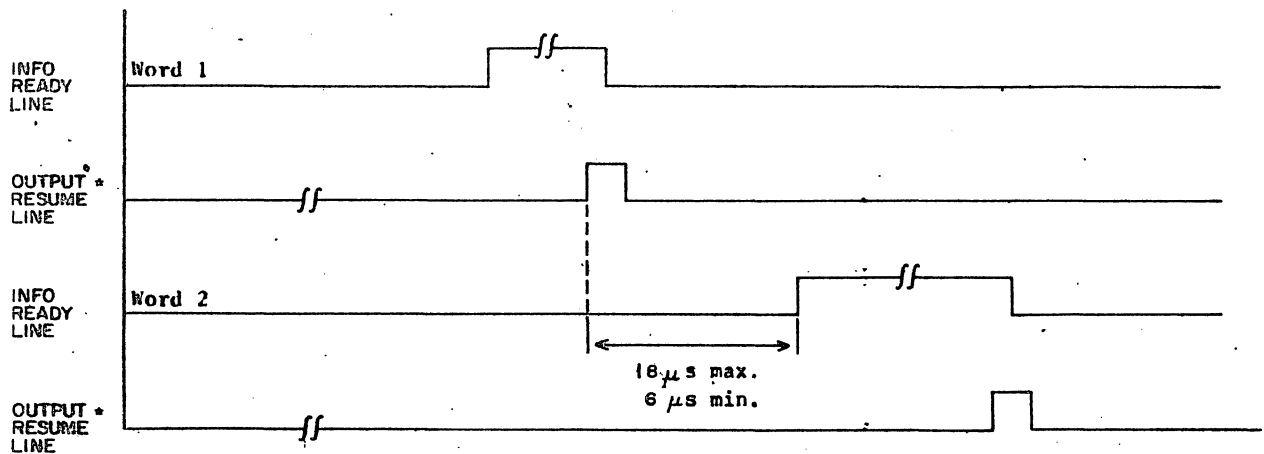 INFO
READY
LINE
Word 1
OUTPUT *
RESUME
LINE
INFO
READY
LINE
Word 2
18 μs max.
6 μs min.
OUTPUT *
RESUME
LINE